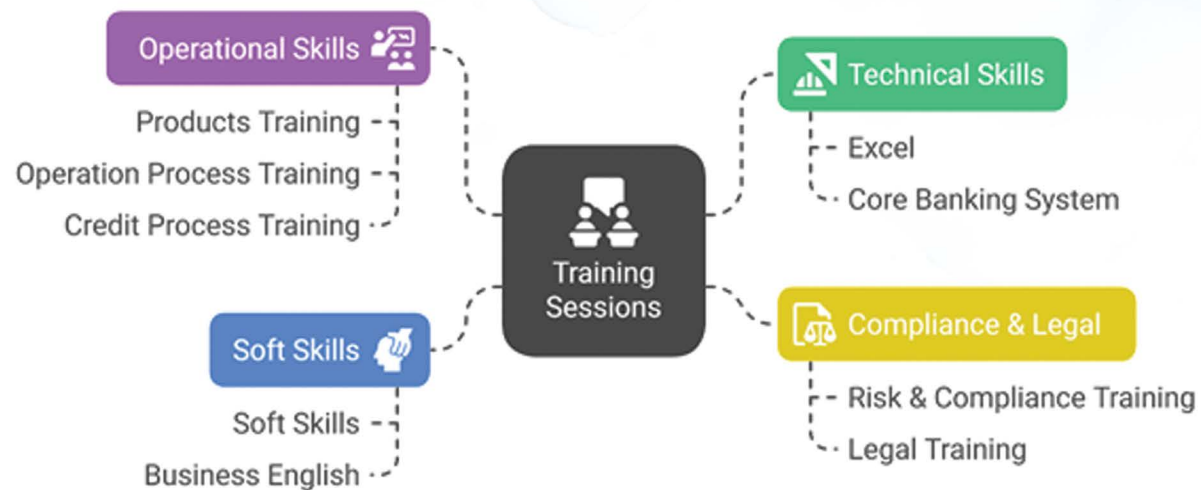 Operational Skills
Products Training
Operation Process Training
Credit Process Training
Soft Skills
Soft Skills
Business English
Training
Sessions
Technical Skills
Excel
Core Banking System
Compliance & Legal
Risk & Compliance Training
Legal Training